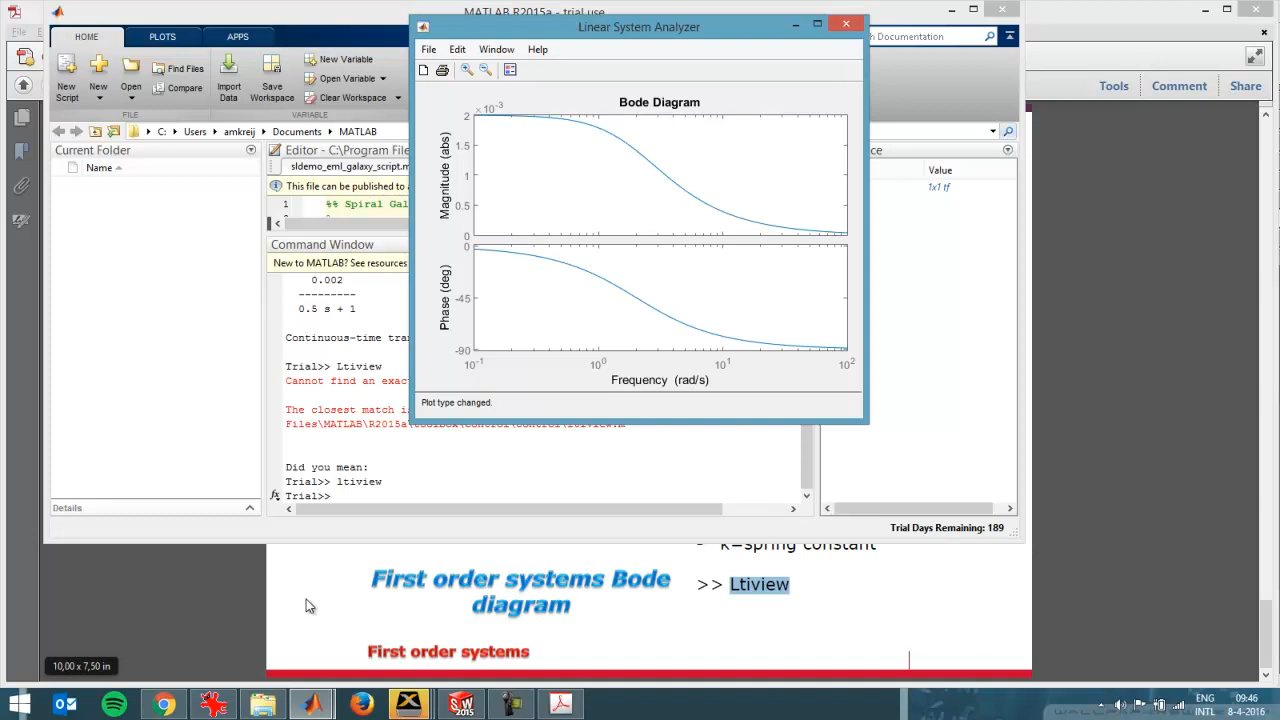 MATLAB R2015a - trial use
Linear System Analyzer
HOME
PLOTS
APPS
File
Edit
Window
Help
New
Script
New
Open
Find Files
Compare
Import
Data
Save
Workspace
New Variable
Open Variable
Clear Workspace
FILE
VARIABLE
C:
Users
amkreij
Documents
MATLAB
Current Folder
Name
Editor - C:\Program File
sldemo_eml_galaxy_script.m
This file can be published to a
1
%% Spiral Gal
Command Window
New to MATLAB? See resources
0.002
---------
0.5 s + 1
Continuous-time tra
Trial>> Ltiview
Cannot find an exac
The closest match i
Did you mean:
Trial>> ltiview
Trial>>
Details
Bode Diagram
×10-3
2
1.5
1
0.5
0
Magnitude (abs)
0
-45
-90
Phase (deg)
10-1
100
101
102
Frequency (rad/s)
Plot type changed.
h Documentation
ce
Value
1x1 tf
Trial Days Remaining: 189
Tools
Comment
Share
k=spring constant
>> Ltiview
First order systems Bode
diagram
First order systems
10,00 x 7,50 in
ENG
INTL
09:46
8-4-2016